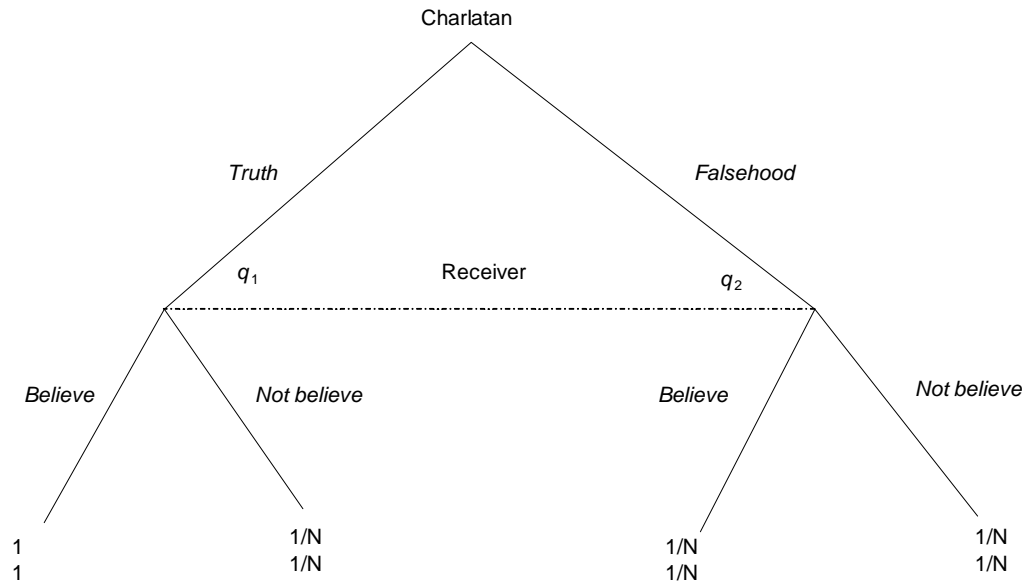 Charlatan
Truth
Falsehood
q1
Receiver
q2
Believe
Not believe
Believe
Not believe
1
1
1/N
1/N
1/N
1/N
1/N
1/N